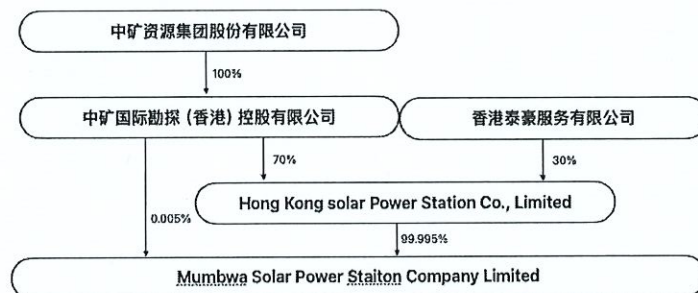 中矿资源集团股份有限公司
100%
中矿国际勘探（香港）控股有限公司
香港泰豪服务有限公司
70%
30%
Hong Kong solar Power Station Co., Limited
0.005%
99.995%
Mumbwa Solar Power Staiton Company Limited